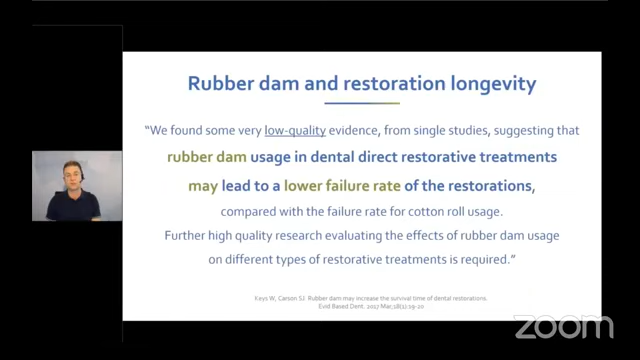 Rubber dam and restoration longevity
“We found some very low-quality evidence, from single studies, suggesting that
rubber dam usage in dental direct restorative treatments
may lead to a lower failure rate of the restorations,
compared with the failure rate for cotton roll usage.
Further high quality research evaluating the effects of rubber dam usage
on different types of restorative treatments is required.”
Keys W, Carson SJ  Rubber dam may increase the survival time of dental restorations.
Evid Based Dent. 2017 Mar;18(1):19-20
zoom